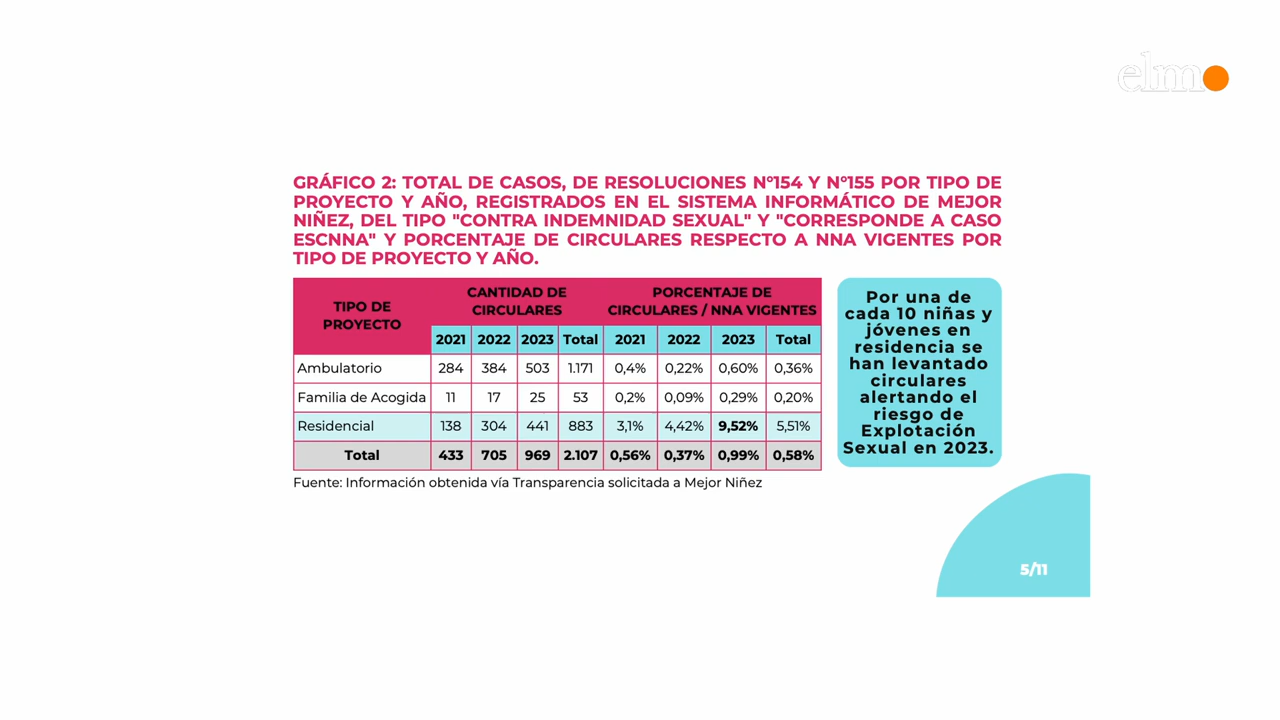 elmo
GRÁFICO 2: TOTAL DE CASOS, DE RESOLUCIONES N°154 Y N°155 POR TIPO DE
PROYECTO Y AÑO, REGISTRADOS EN EL SISTEMA INFORMÁTICO DE MEJOR
NIÑEZ, DEL TIPO "CONTRA INDEMNIDAD SEXUAL" Y "CORRESPONDE A CASO
ESCNNA" Y PORCENTAJE DE CIRCULARES RESPECTO A NNA VIGENTES POR
TIPO DE PROYECTO Y AÑO.
TIPO DE
PROYECTO
CANTIDAD DE
CIRCULARES
PORCENTAJE DE
CIRCULARES / NNA VIGENTES
2021 2022 2023 Total 2021 2022 2023 Total
Ambulatorio 284 384 503 1.171 0,4% 0,22% 0,60% 0,36%
Familia de Acogida 11 17 25 53 0,2% 0,09% 0,29% 0,20%
Residencial 138 304 441 883 3,1% 4,42% 9,52% 5,51%
Total 433 705 969 2.107 0,56% 0,37% 0,99% 0,58%
Fuente: Información obtenida vía Transparencia solicitada a Mejor Niñez
Por una de
cada 10 niñas y
jóvenes en
residencia se
han levantado
circulares
alertando el
riesgo de
Explotación
Sexual en 2023.
5/11